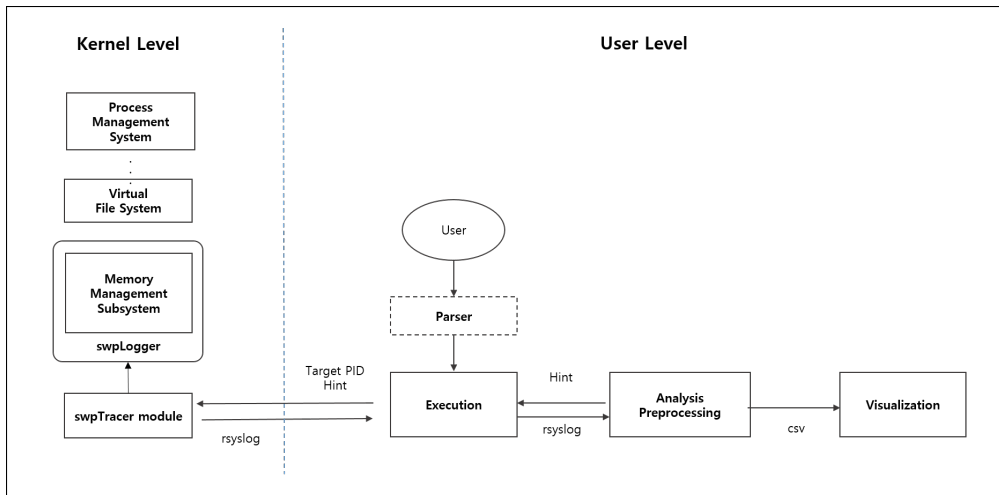 Kernel Level
User Level
Process
Management
System
Virtual
File System
Memory
Management
Subsystem
swpLogger
swpTracer module
User
Parser
Target PID
Hint
rsyslog
Execution
Hint
rsyslog
Analysis
Preprocessing
csv
Visualization